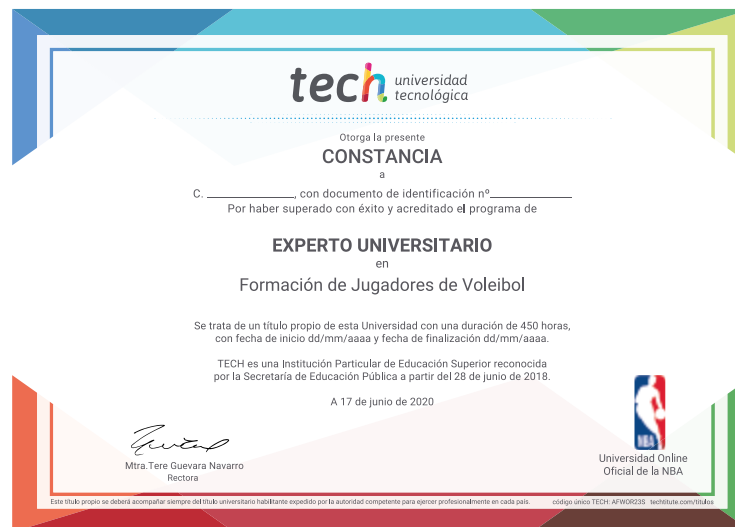 tech universidad
tecnológica
Otorga la presente
CONSTANCIA
a
C. ________________, con documento de identificación nº______________
Por haber superado con éxito y acreditado el programa de
EXPERTO UNIVERSITARIO
en
Formación de Jugadores de Voleibol
Se trata de un título propio de esta Universidad con una duración de 450 horas,
con fecha de inicio dd/mm/aaaa y fecha de finalización dd/mm/aaaa.
TECH es una Institución Particular de Educación Superior reconocida
por la Secretaría de Educación Pública a partir del 28 de junio de 2018.
A 17 de junio de 2020
Mtra.Tere Guevara Navarro
Rectora
NBA
Universidad Online
Oficial de la NBA
Este título propio se deberá acompañar siempre del título universitario habilitante expedido por la autoridad competente para ejercer profesionalmente en cada país. código único TECH: AFWOR23S techtitute.com/titulos